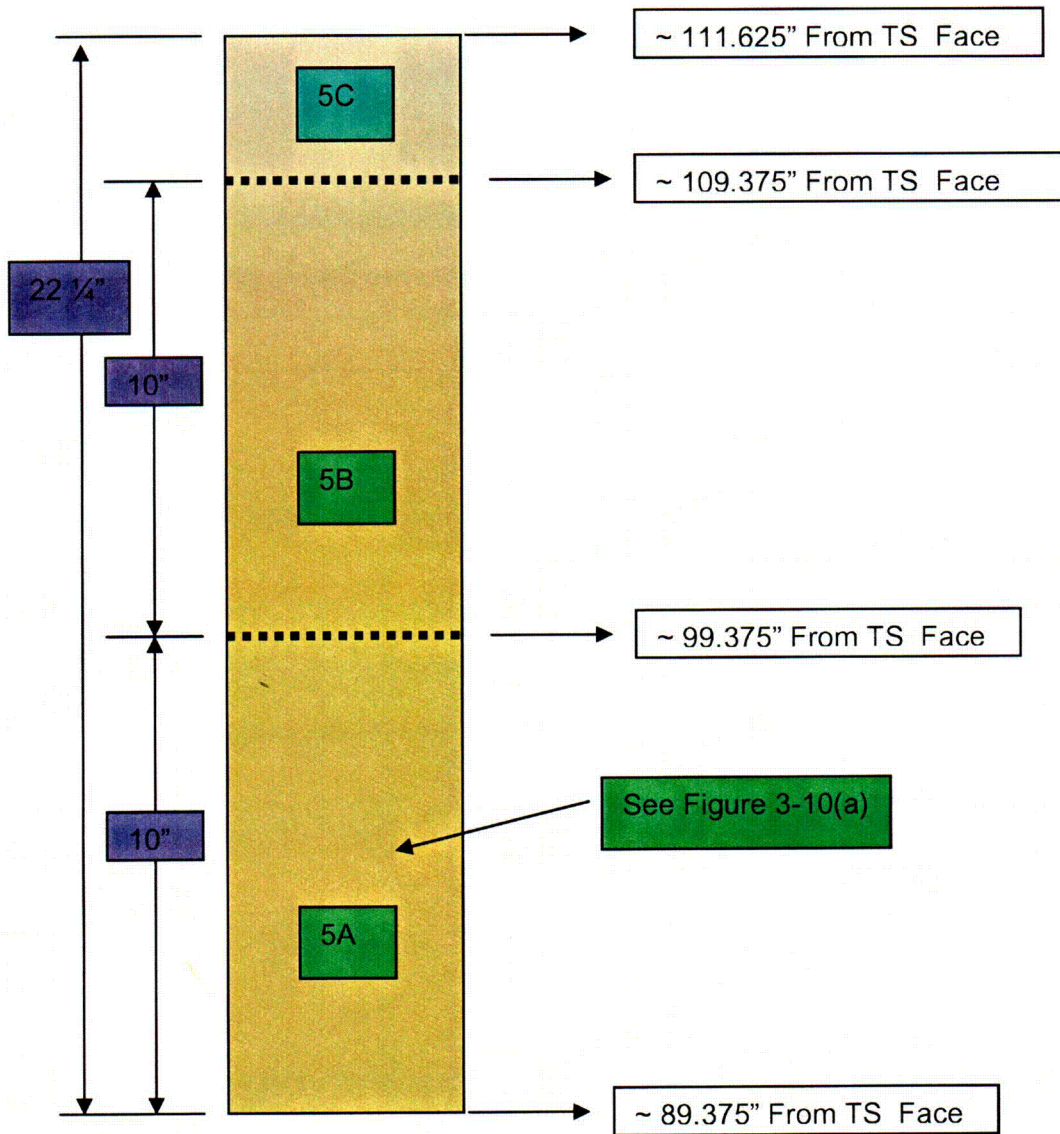 ~ 111.625” From TS Face
5C
~ 109.375” From TS Face
22 ¼”
10”
5B
~ 99.375” From TS Face
See Figure 3-10(a)
10”
5A
~ 89.375” From TS Face